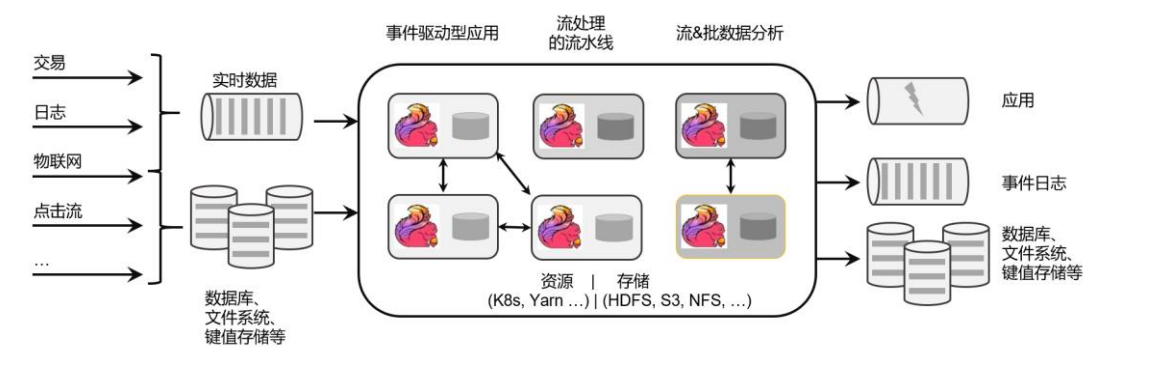 交易
日志
物联网
点击流
...
实时数据
数据库、
文件系统、
键值存储等
事件驱动型应用
流处理
的流水线
流&批数据分析
资源 | 存储
(K8s, Yarn ...) | (HDFS, S3, NFS, ...)
应用
事件日志
数据库、
文件系统、
键值存储等